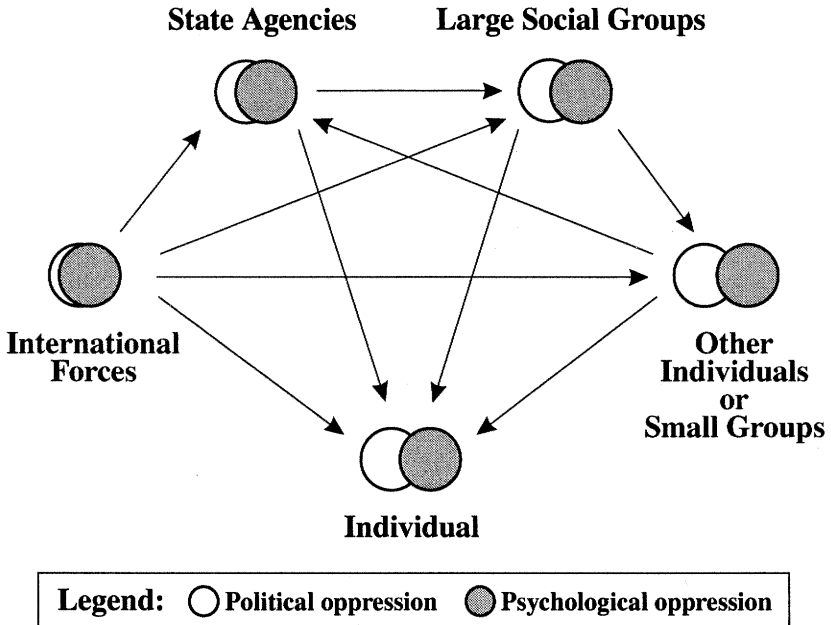 State Agencies
Large Social Groups
International
Forces
Other
Individuals
or
Small Groups
Individual
Legend: Political oppression Psychological oppression